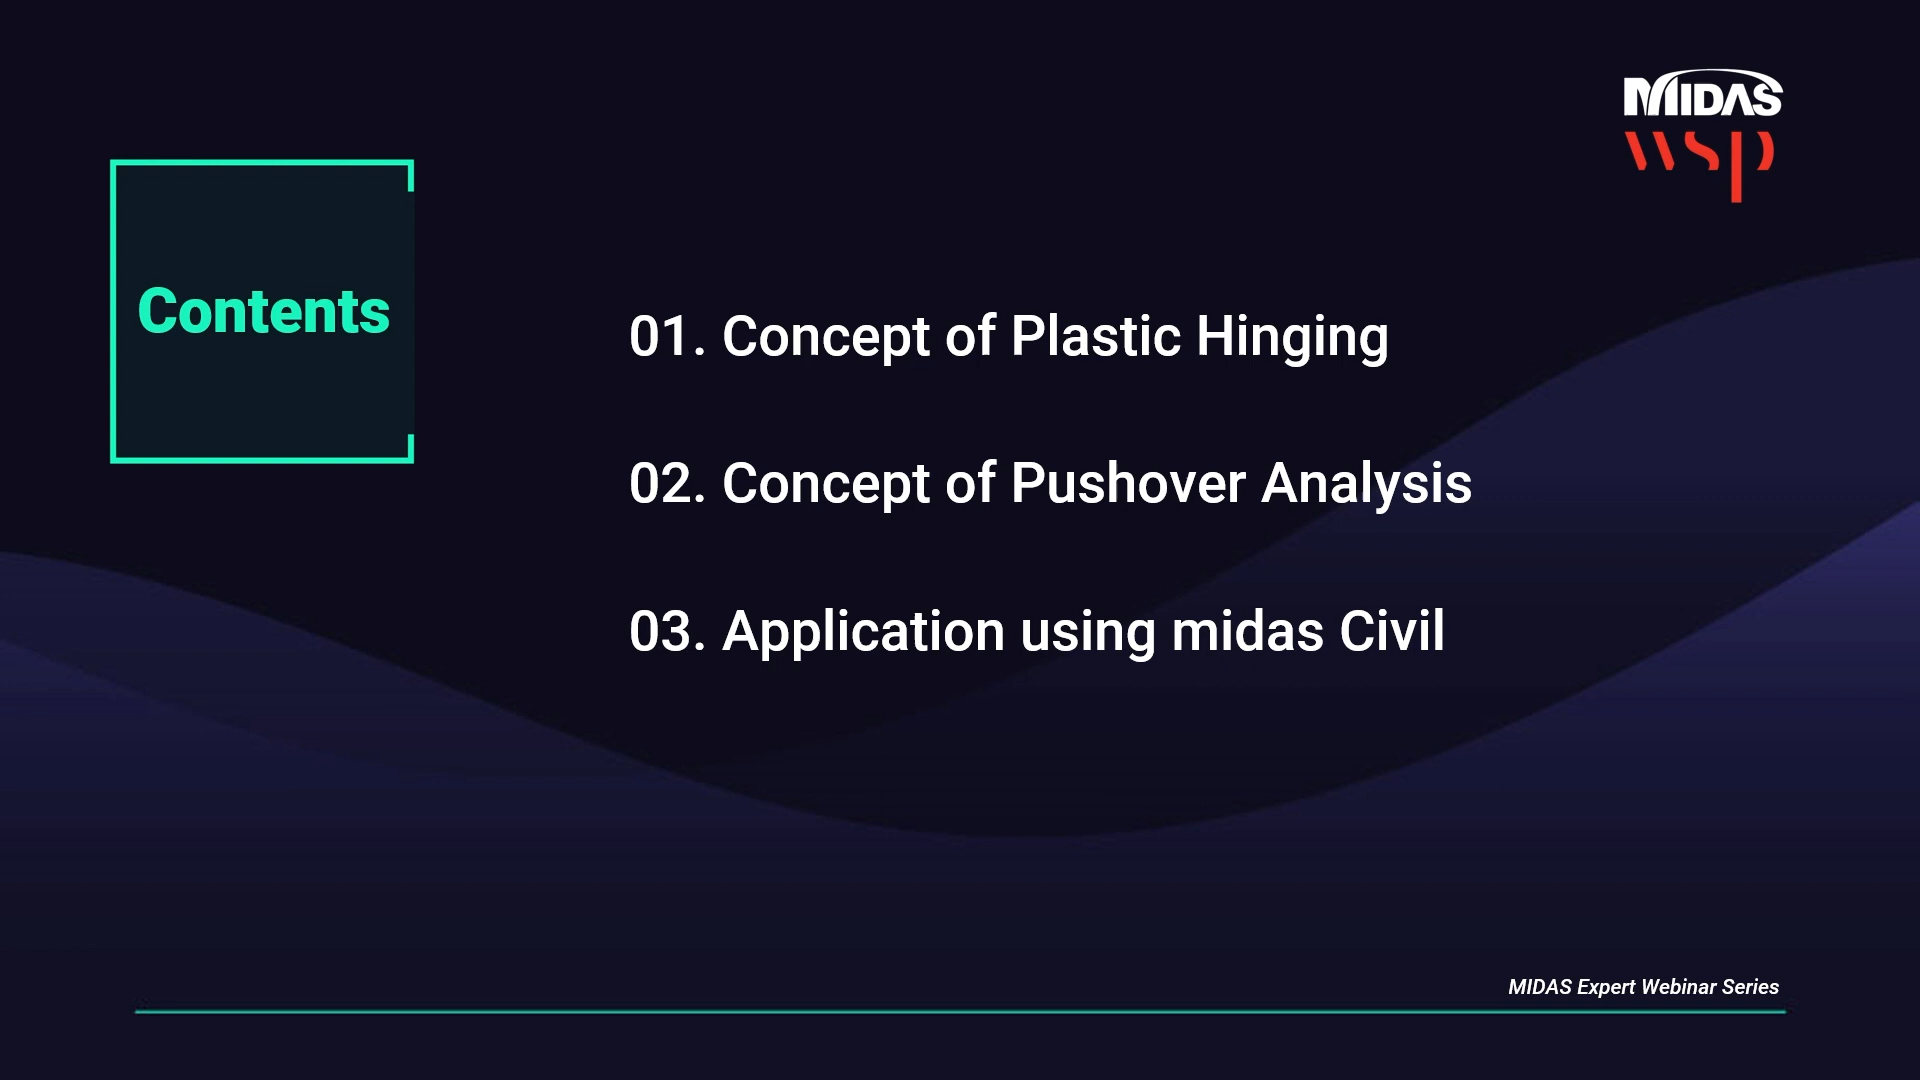 MIDAS
wsp
Contents
01. Concept of Plastic Hinging
02. Concept of Pushover Analysis
03. Application using midas Civil
MIDAS Expert Webinar Series